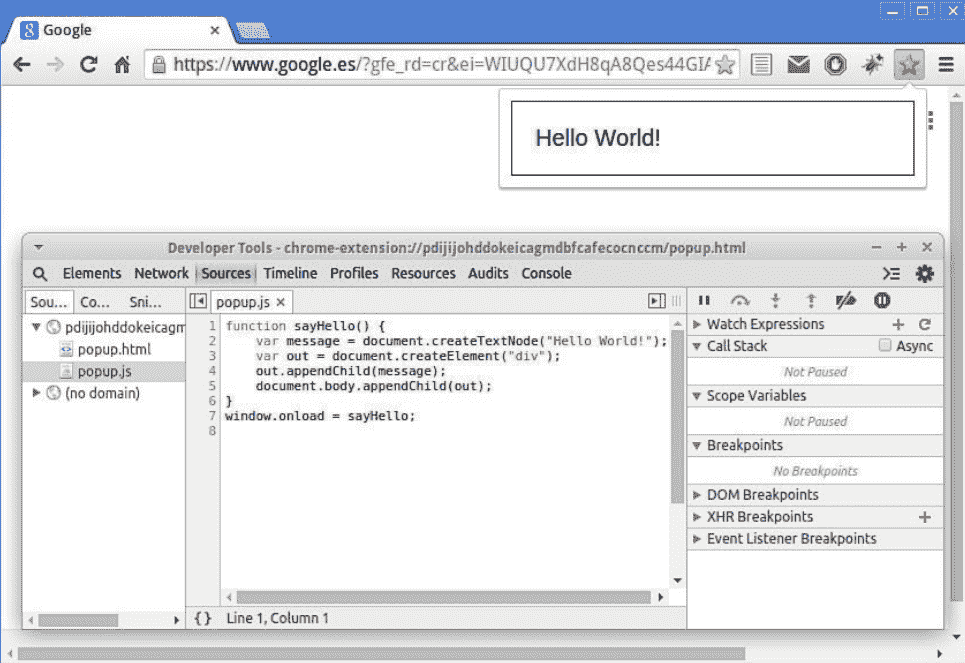 Google
https://www.google.es/?gfe_rd=cr&ei=WIUQU7XdH8qA8Qes44GIA
Hello World!
Developer Tools - chrome-extension://pdijijohddokeicagmdbfcafecocnccm/popup.html
Elements Network Sources Timeline Profiles Resources Audits Console
Sou... Co... Sni... popup.js
pdijijohddokeicagm
popup.html
popup.js
(no domain)
1 function sayHello() {
2 var message = document.createTextNode("Hello World!");
3 var out = document.createElement("div");
4 out.appendChild(message);
5 document.body.appendChild(out);
6 }
7 window.onload = sayHello;
8
{} Line 1, Column 1
Watch Expressions
Call Stack Async
Not Paused
Scope Variables
Not Paused
Breakpoints
No Breakpoints
DOM Breakpoints
XHR Breakpoints
Event Listener Breakpoints